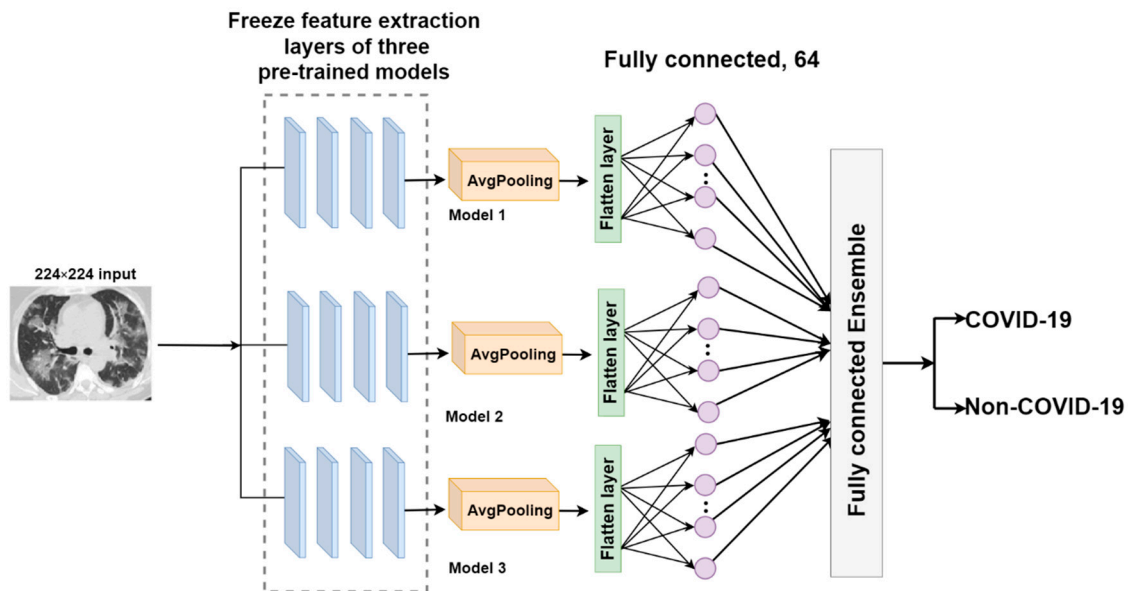 Freeze feature extraction
layers of three
pre-trained models
Fully connected, 64
224×224 input
AvgPooling
Model 1
Flatten layer
AvgPooling
Model 2
Flatten layer
AvgPooling
Model 3
Flatten layer
Fully connected Ensemble
COVID-19
Non-COVID-19